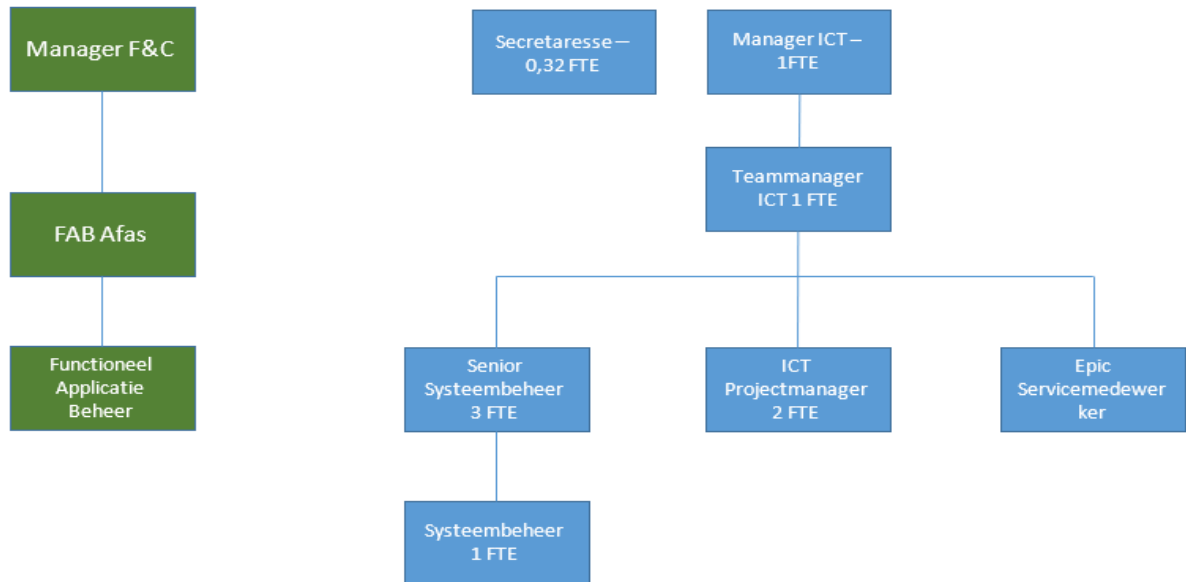 Manager F&C
Secretaresse –
0,32 FTE
Manager ICT –
1FTE
Teammanager
ICT 1 FTE
FAB Afas
Functioneel
Applicatie
Beheer
Senior
Systeembeheer
3 FTE
ICT
Projectmanager
2 FTE
Epic
Servicemedewer
ker
Systeembeheer
1 FTE